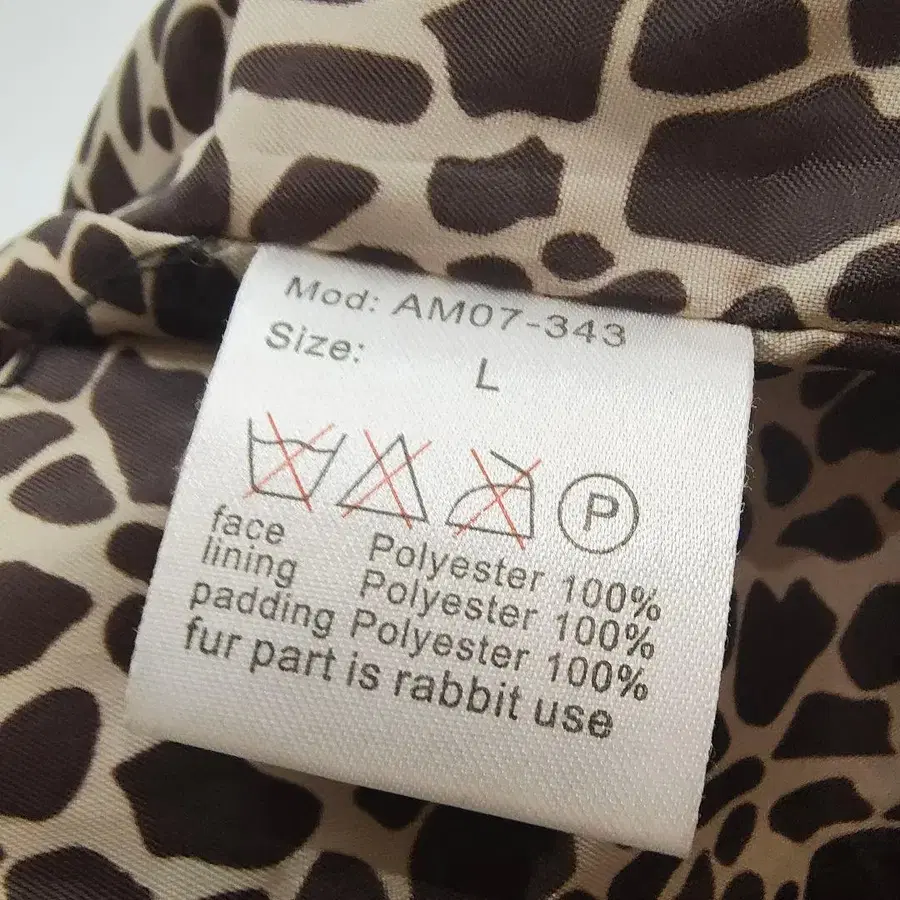 Mod: AM07-343
Size: L
P
face Polyester 100%
lining Polyester 100%
padding Polyester 100%
fur part is rabbit use